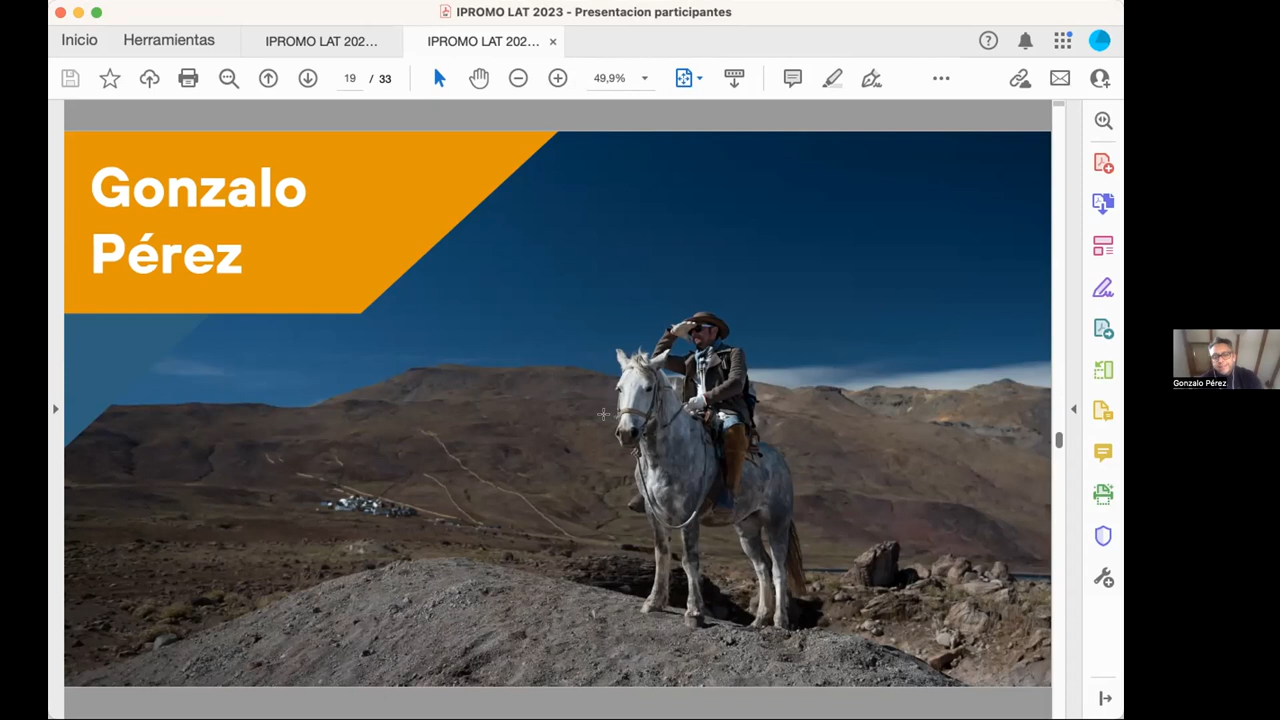 IPROMO LAT 2023 - Presentacion participantes
Inicio
Herramientas
IPROMO LAT 202...
IPROMO LAT 202...
19 / 33
49,9%
Gonzalo
Pérez
Gonzalo Pérez